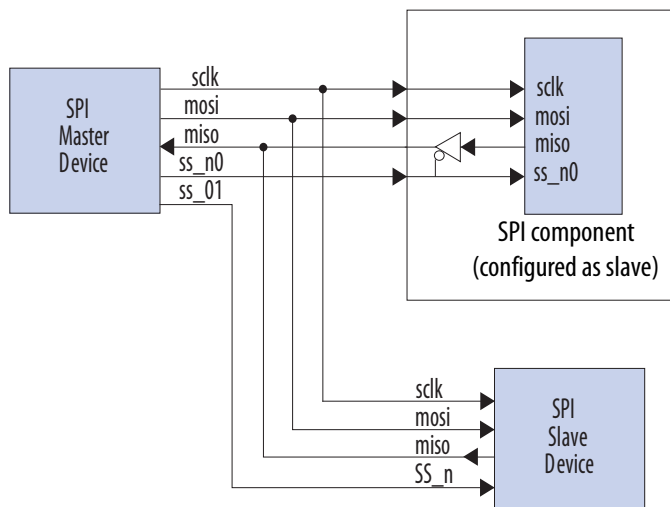 SPI
Master
Device
sclk
mosi
miso
ss_n0
ss_01
sclk
mosi
miso
ss_n0
SPI component
(configured as slave)
sclk
mosi
miso
SS_n
SPI
Slave
Device